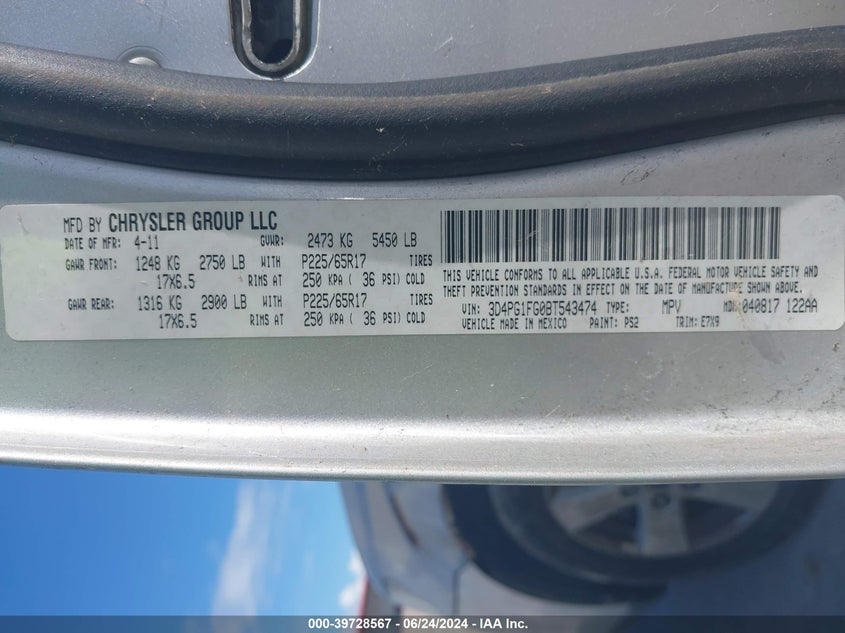 MFD BY CHRYSLER GROUP LLC
DATE OF MFR: 4-11 GVWR: 2473 KG 5450 LB
GAWR FRONT: 1248 KG 2750 LB WITH P225/65R17 TIRES
17X6.5 RIMS AT 250 KPA ( 36 PSI) COLD
GAWR REAR: 1316 KG 2900 LB WITH P225/65R17 TIRES
17X6.5 RIMS AT 250 KPA ( 36 PSI) COLD
THIS VEHICLE CONFORMS TO ALL APPLICABLE U.S.A. FEDERAL MOTOR VEHICLE SAFETY AND
THEFT PREVENTION STANDARDS IN EFFECT ON THE DATE OF MANUFACTURE SHOWN ABOVE.
VIN: 3D4PG1FG0BT543474 TYPE: MPV MDH: 040817 122AA
VEHICLE MADE IN MEXICO PAINT: PS2 TRIM: E7X9
000-39728567 - 06/24/2024 - IAA Inc.